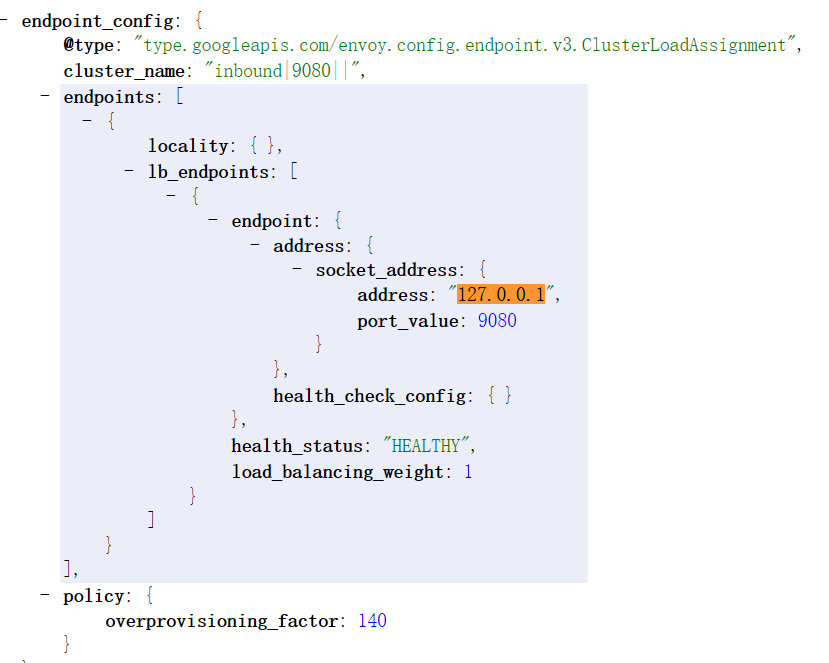 - endpoint_config: {
@type: "type.googleapis.com/envoy.config.endpoint.v3.ClusterLoadAssignment",
cluster_name: "inbound|9080||",
- endpoints: [
- {
locality: { },
- lb_endpoints: [
- {
- endpoint: {
- address: {
- socket_address: {
address: "127.0.0.1",
port_value: 9080
}
},
health_check_config: { }
},
health_status: "HEALTHY",
load_balancing_weight: 1
}
]
}
],
- policy: {
overprovisioning_factor: 140
}